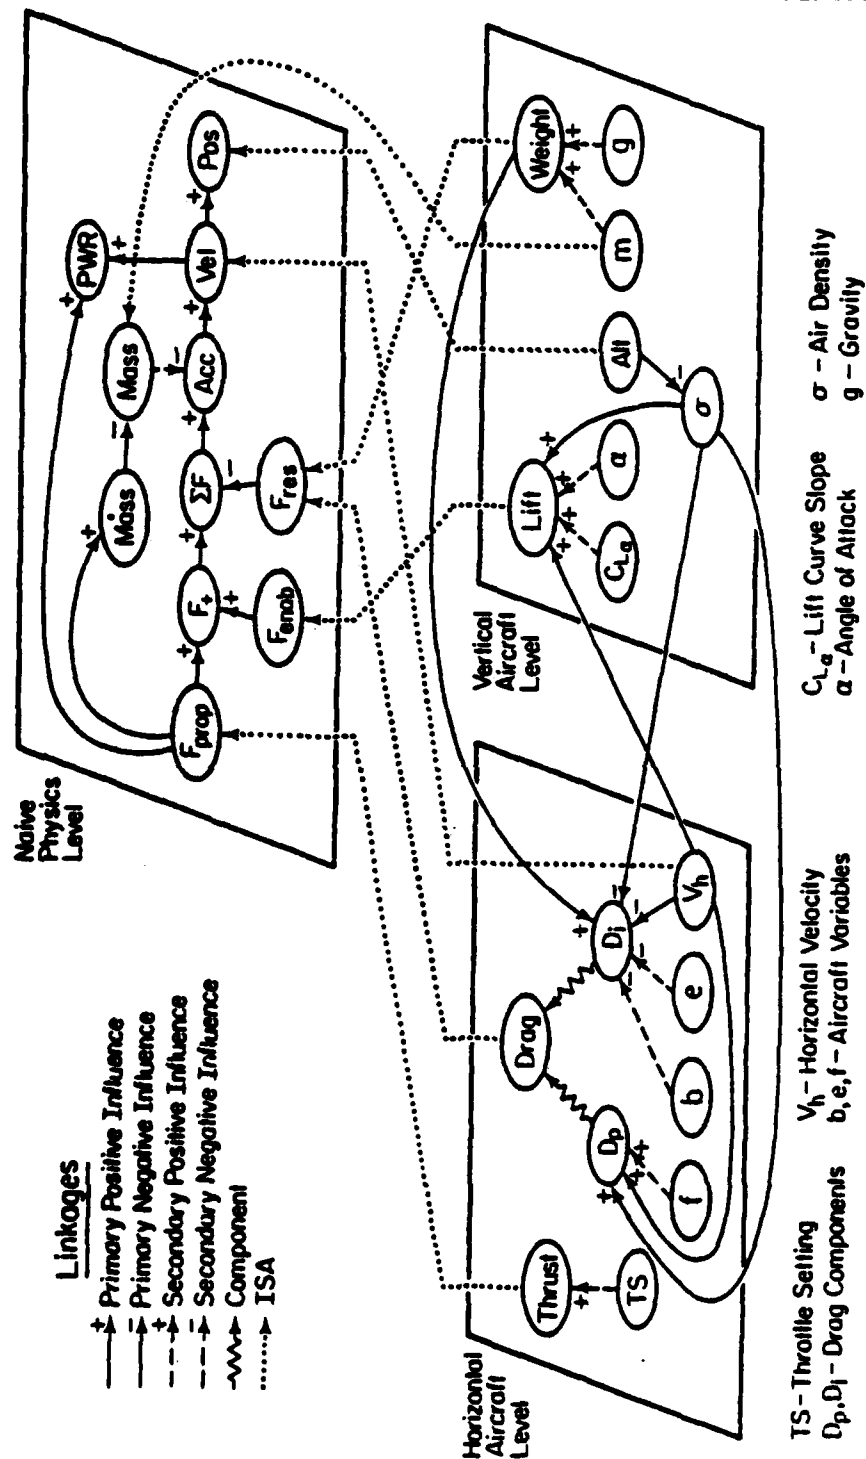 Linkages
+ Primary Positive Influence
− Primary Negative Influence
+ Secondary Positive Influence
− Secondary Negative Influence
Component
ISA
Naive
Physics
Level
Fprop
F+
Fenab
ΣF
Fres
Ṁass
Mass
Acc
Vel
PWR
Pos
Horizontal
Aircraft
Level
Thrust
TS
Drag
Dp
Di
f
b
e
Vh
Vertical
Aircraft
Level
Lift
CLα
α
σ
Alt
m
Weight
g
TS – Throttle Setting
Dp,Di – Drag Components
Vh – Horizontal Velocity
b,e,f – Aircraft Variables
CLα – Lift Curve Slope
α – Angle of Attack
σ – Air Density
g – Gravity